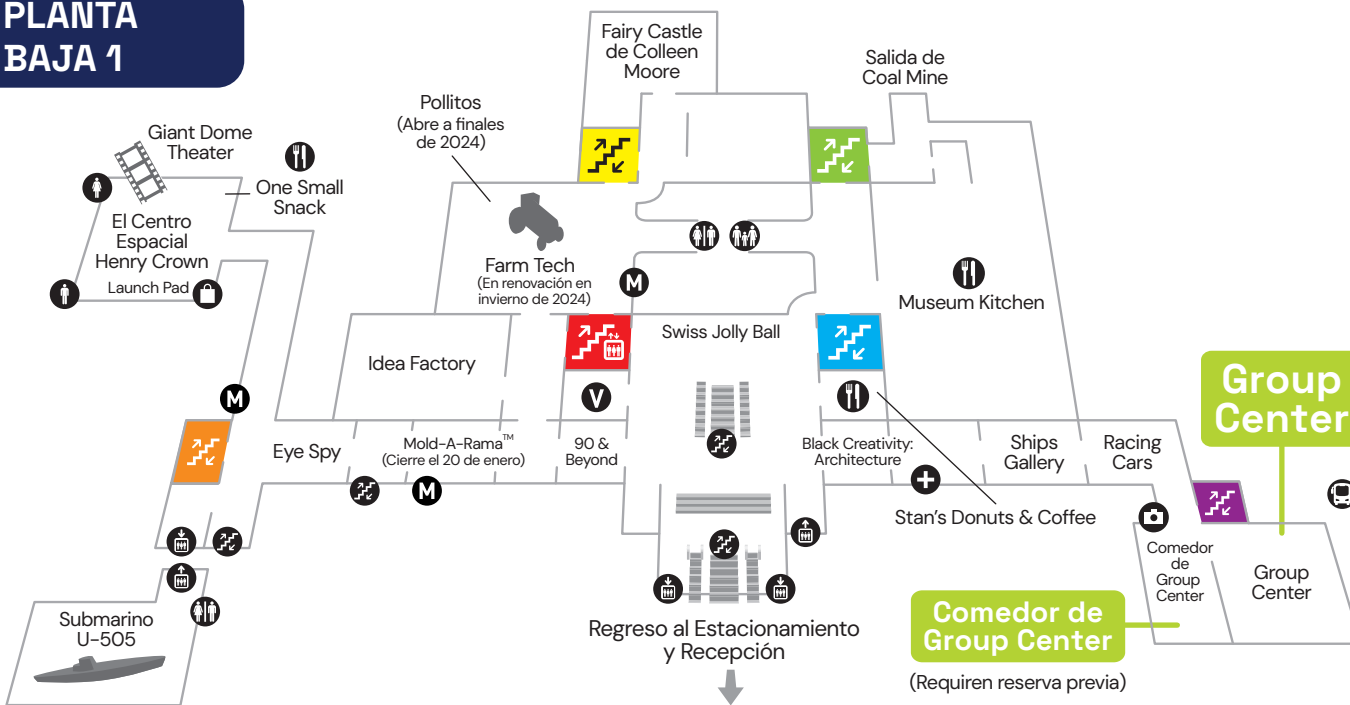 PLANTA
BAJA 1
Fairy Castle
de Colleen
Moore
Salida de
Coal Mine
Pollitos
(Abre a finales
de 2024)
Giant Dome
Theater
One Small
Snack
El Centro
Espacial
Henry Crown
Launch Pad
Farm Tech
(En renovación en
invierno de 2024)
M
Museum Kitchen
Swiss Jolly Ball
Idea Factory
V
M
Group
Center
Eye Spy
Mold-A-Rama™
(Cierre el 20 de enero)
M
90 &
Beyond
Black Creativity:
Architecture
Ships
Gallery
Racing
Cars
Stan's Donuts & Coffee
Comedor
de
Group
Center
Group
Center
Submarino
U-505
Regreso al Estacionamiento
y Recepción
Comedor de
Group Center
(Requiren reserva previa)